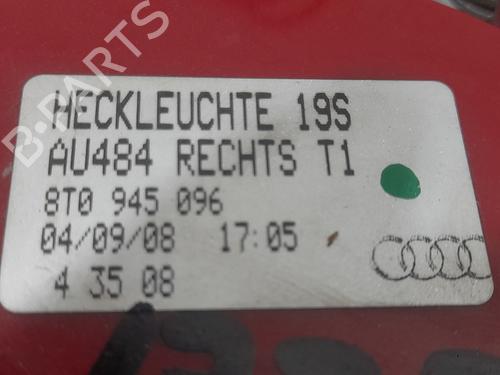 B-PARTS
HECKLEUCHTE 19S
AU484 RECHTS T1
8T0 945 096
04/09/08 17:05
4 35 08